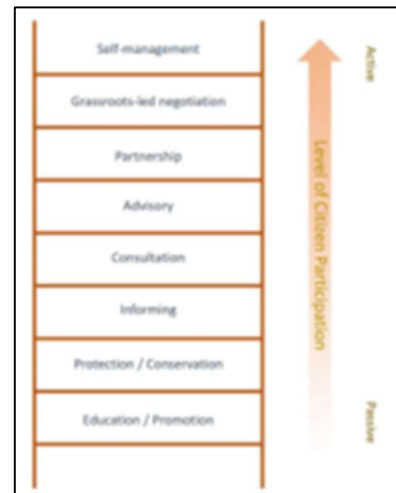 Self-management
Grassroots-led negotiation
Partnership
Advisory
Consultation
Informing
Protection / Conservation
Education / Promotion
Active
Level of Citizen Participation
Passive